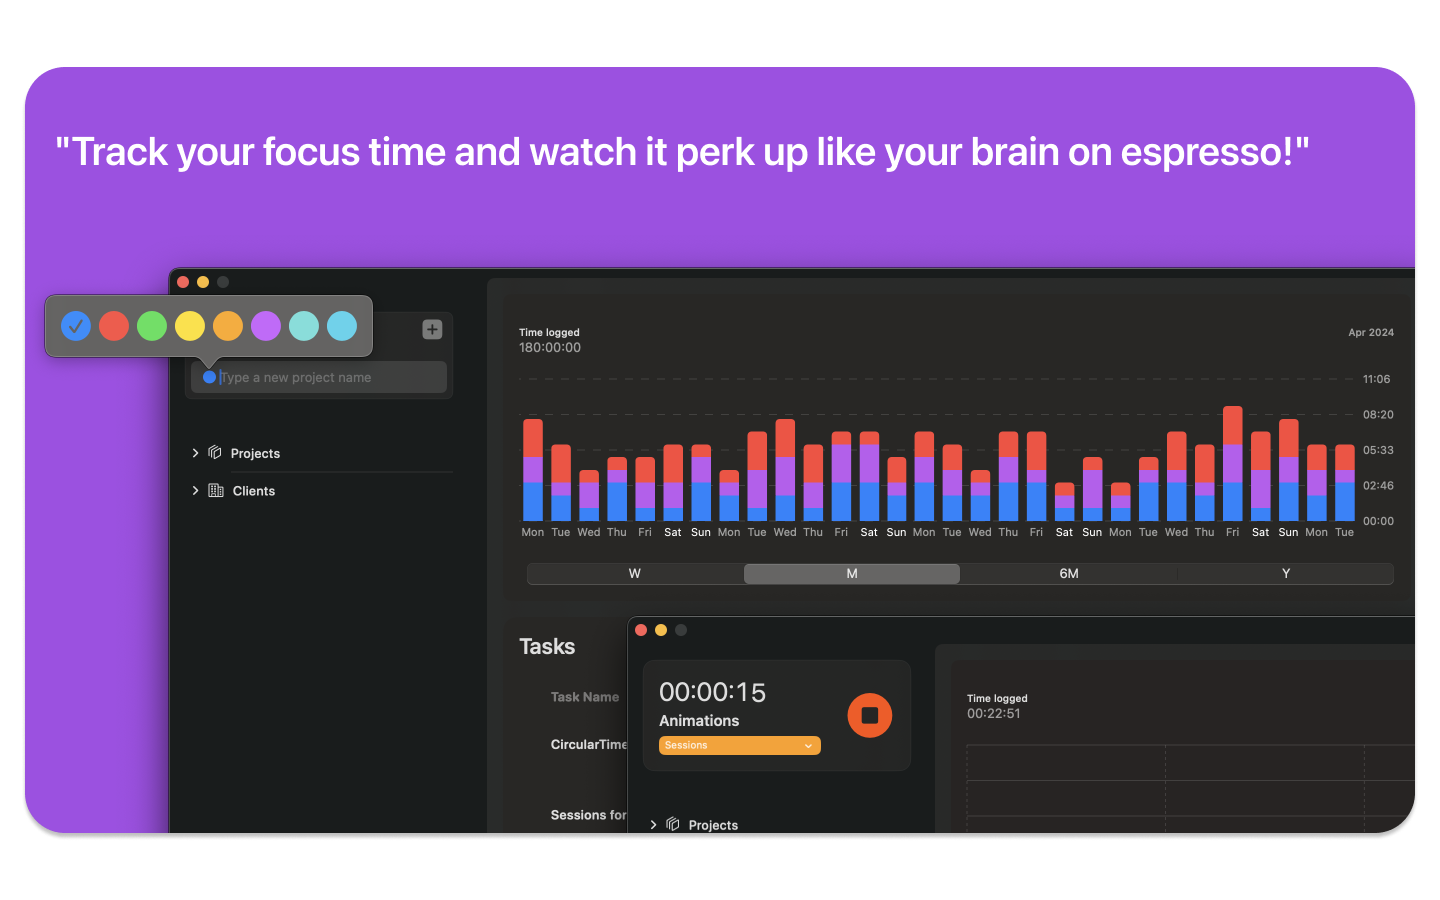 "Track your focus time and watch it perk up like your brain on espresso!"
Type a new project name
Projects
Clients
Time logged
180:00:00
Apr 2024
11:06
08:20
05:33
02:46
00:00
Mon Tue Wed Thu Fri Sat Sun Mon Tue Wed Thu Fri Sat Sun Mon Tue Wed Thu Fri Sat Sun Mon Tue Wed Thu Fri Sat Sun Mon Tue
W M 6M Y
Tasks
Task Name
CircularTime
Sessions for
00:00:15
Animations
Sessions
Projects
Time logged
00:22:51